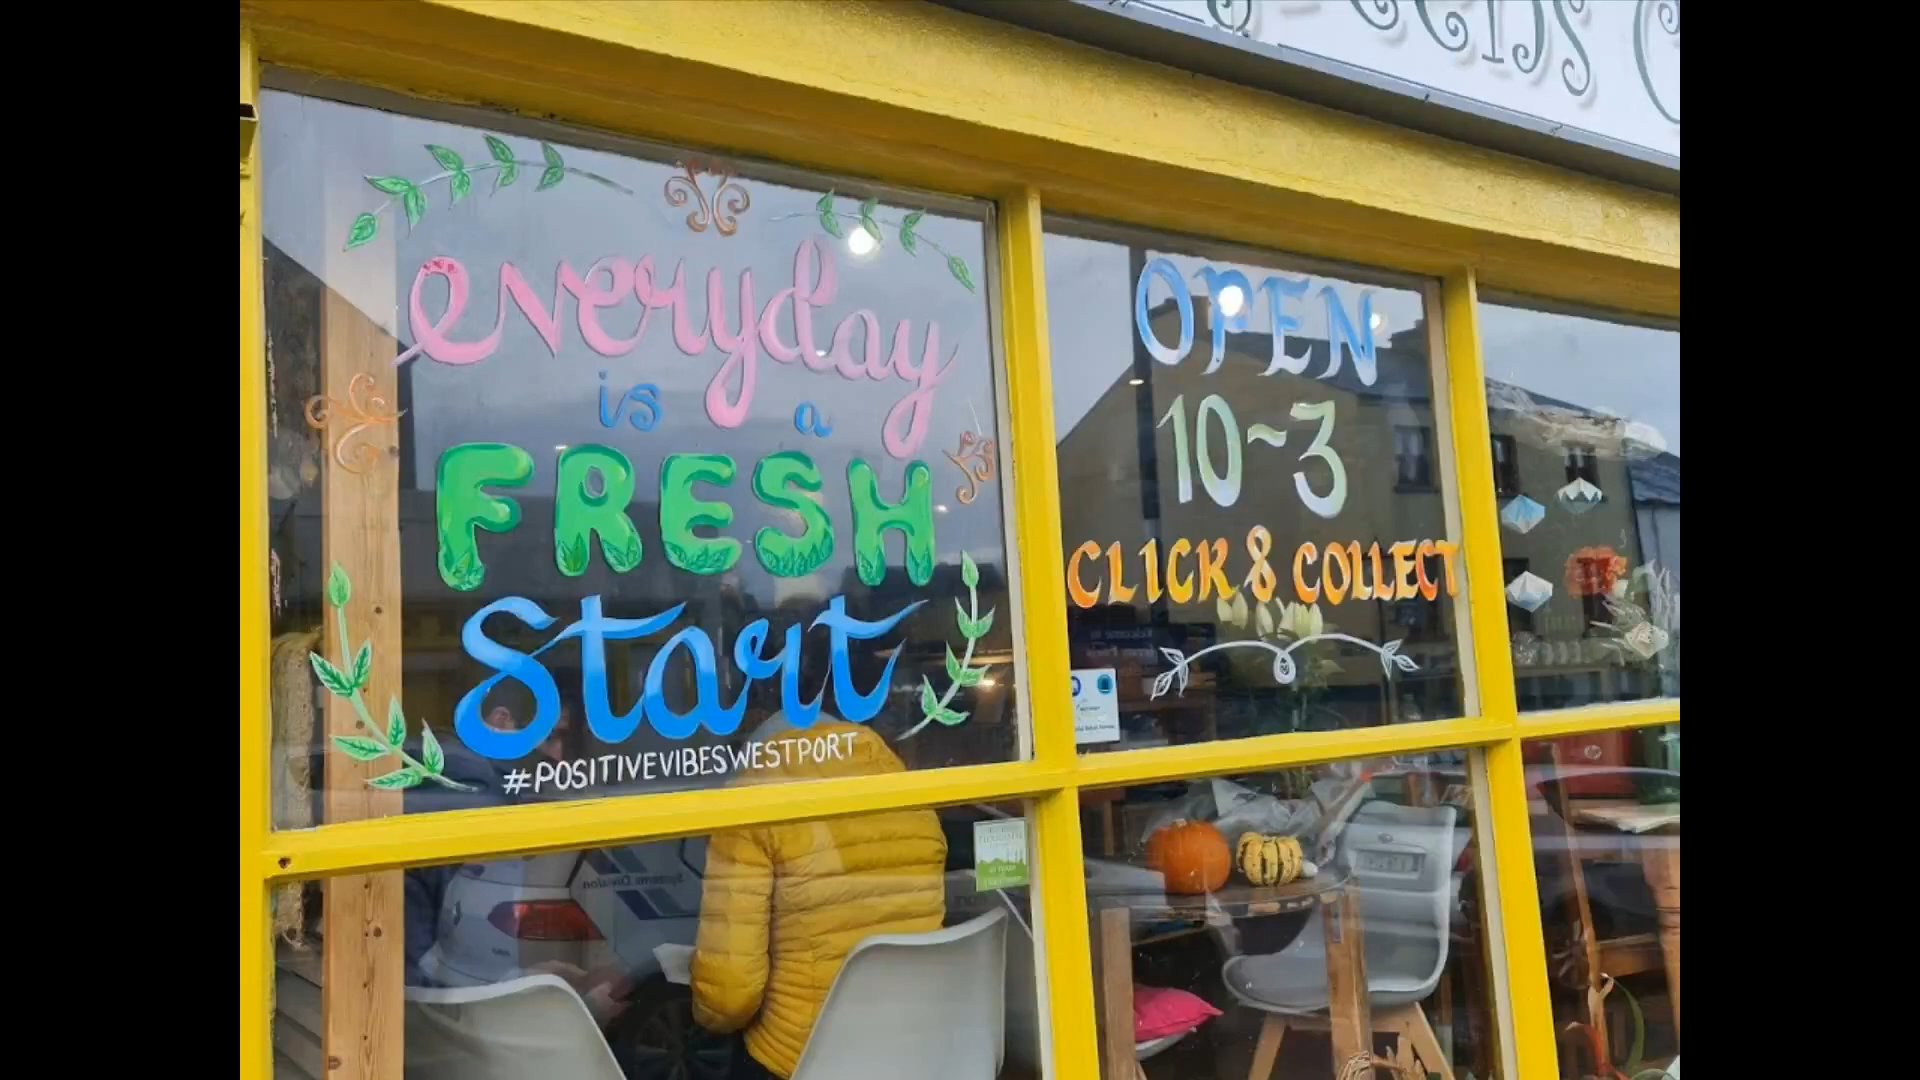 everyday
is a
FRESH
Start
#POSITIVEVIBESWESTPORT
OPEN
10~3
CLICK & COLLECT